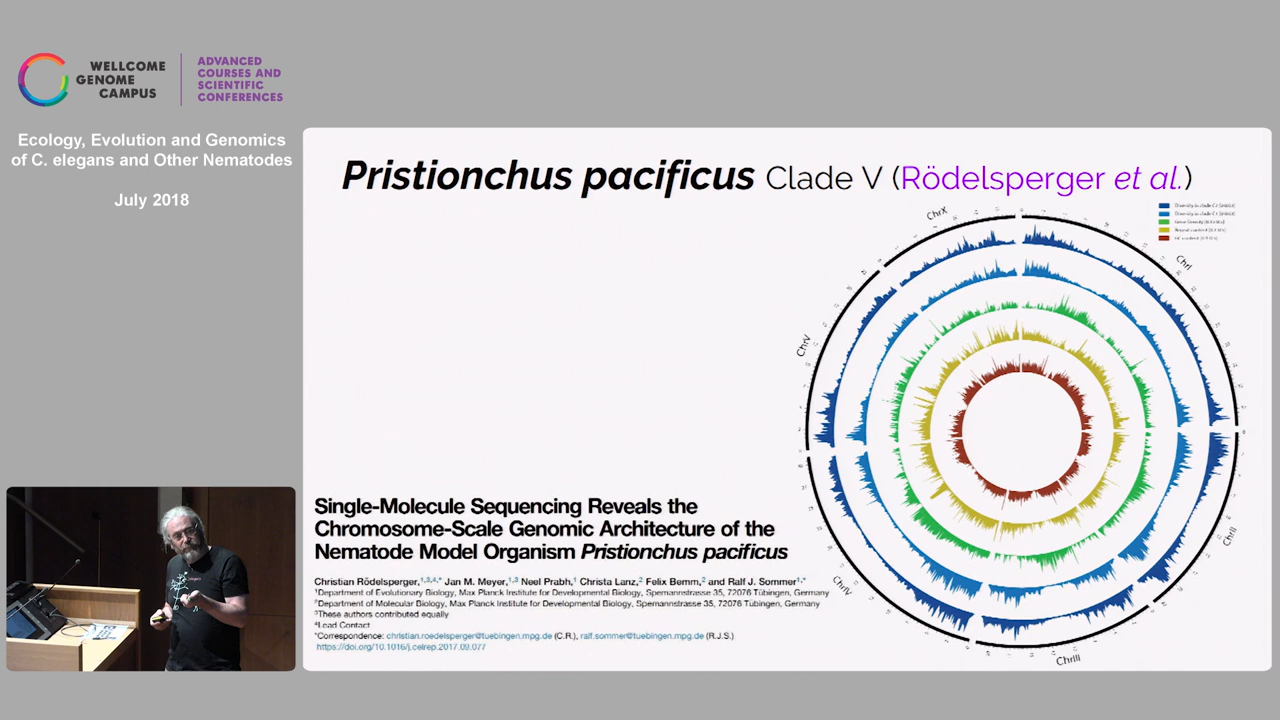 WELLCOME
GENOME
CAMPUS
ADVANCED
COURSES AND
SCIENTIFIC
CONFERENCES
Ecology, Evolution and Genomics
of C. elegans and Other Nematodes
July 2018
Pristionchus pacificus Clade V (Rödelsperger et al.)
ChrX
ChrI
ChrV
ChrII
ChrIV
ChrIII
Single-Molecule Sequencing Reveals the
Chromosome-Scale Genomic Architecture of the
Nematode Model Organism Pristionchus pacificus
Christian Rödelsperger,1,3,4,* Jan M. Meyer,1,3 Neel Prabh,1 Christa Lanz,2 Felix Bemm,2 and Ralf J. Sommer1,*
1Department of Evolutionary Biology, Max Planck Institute for Developmental Biology, Spemannstrasse 35, 72076 Tübingen, Germany
2Department of Molecular Biology, Max Planck Institute for Developmental Biology, Spemannstrasse 35, 72076 Tübingen, Germany
3These authors contributed equally
4Lead Contact
*Correspondence: christian.roedelsperger@tuebingen.mpg.de (C.R.), ralf.sommer@tuebingen.mpg.de (R.J.S.)
https://doi.org/10.1016/j.celrep.2017.09.077